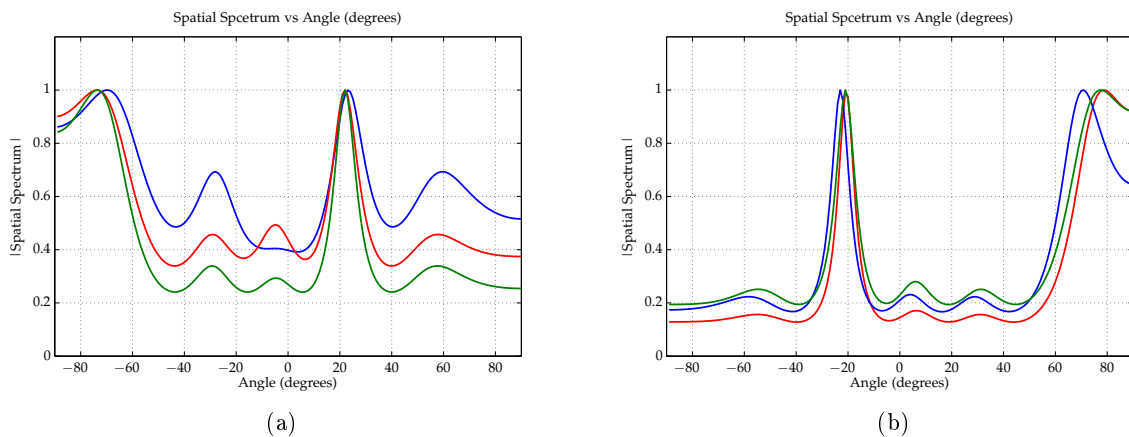 Spatial Spcetrum vs Angle (degrees)
1
0.8
0.6
0.4
0.2
0
|Spatial Spectrum |
−80 −60 −40 −20 0 20 40 60 80
Angle (degrees)
(a)
Spatial Spcetrum vs Angle (degrees)
1
0.8
0.6
0.4
0.2
0
|Spatial Spectrum |
−80 −60 −40 −20 0 20 40 60 80
Angle (degrees)
(b)